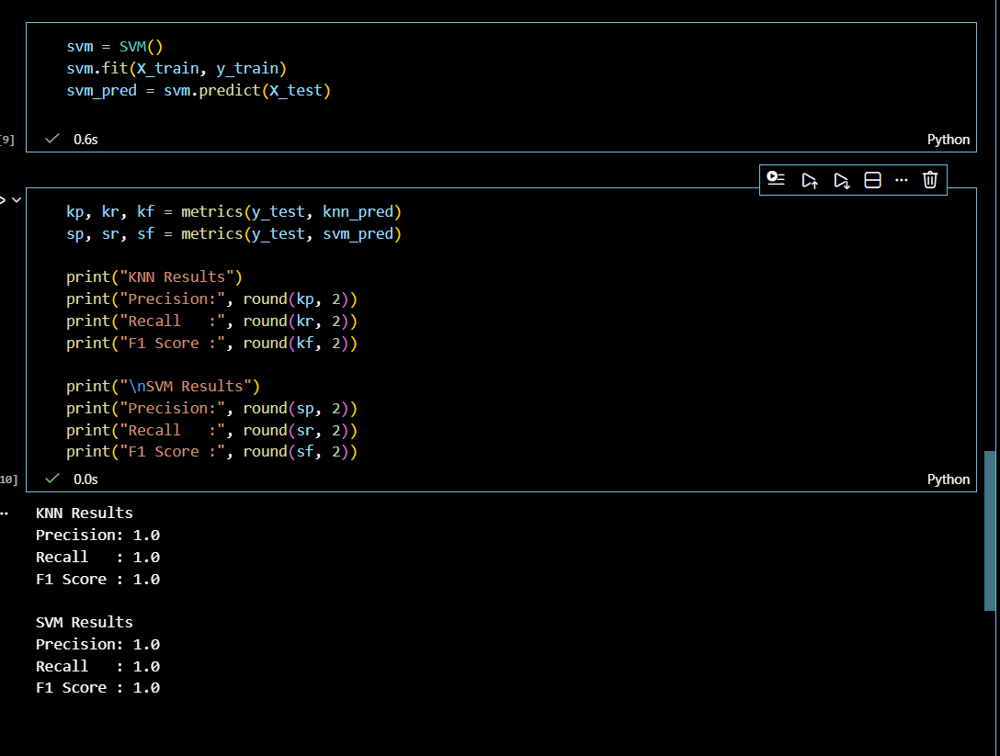 svm = SVM()
svm.fit(X_train, y_train)
svm_pred = svm.predict(X_test)
9]
0.6s
Python
kp, kr, kf = metrics(y_test, knn_pred)
sp, sr, sf = metrics(y_test, svm_pred)
print("KNN Results")
print("Precision:", round(kp, 2))
print("Recall   :", round(kr, 2))
print("F1 Score :", round(kf, 2))
print("\nSVM Results")
print("Precision:", round(sp, 2))
print("Recall   :", round(sr, 2))
print("F1 Score :", round(sf, 2))
10]
0.0s
Python
KNN Results
Precision: 1.0
Recall   : 1.0
F1 Score : 1.0
SVM Results
Precision: 1.0
Recall   : 1.0
F1 Score : 1.0